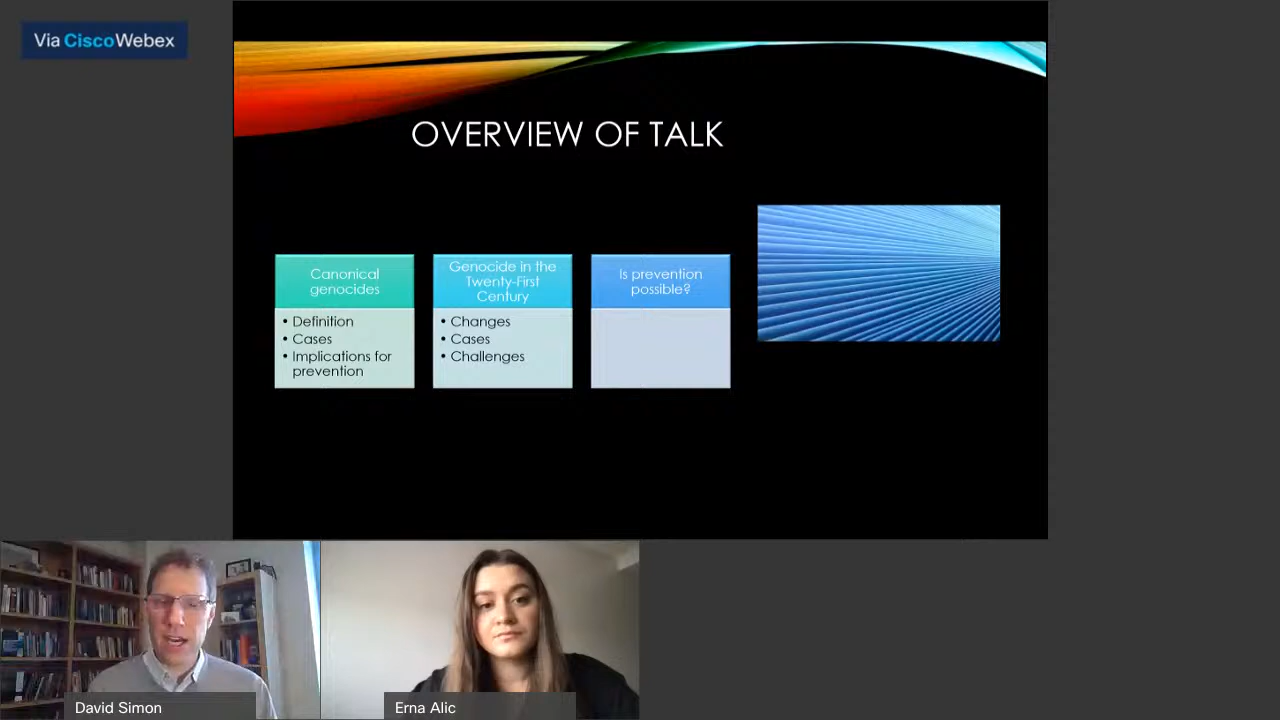 Via CiscoWebex
OVERVIEW OF TALK
Canonical
genocides
• Definition
• Cases
• Implications for
prevention
Genocide in the
Twenty-First
Century
• Changes
• Cases
• Challenges
Is prevention
possible?
David Simon
Erna Alic